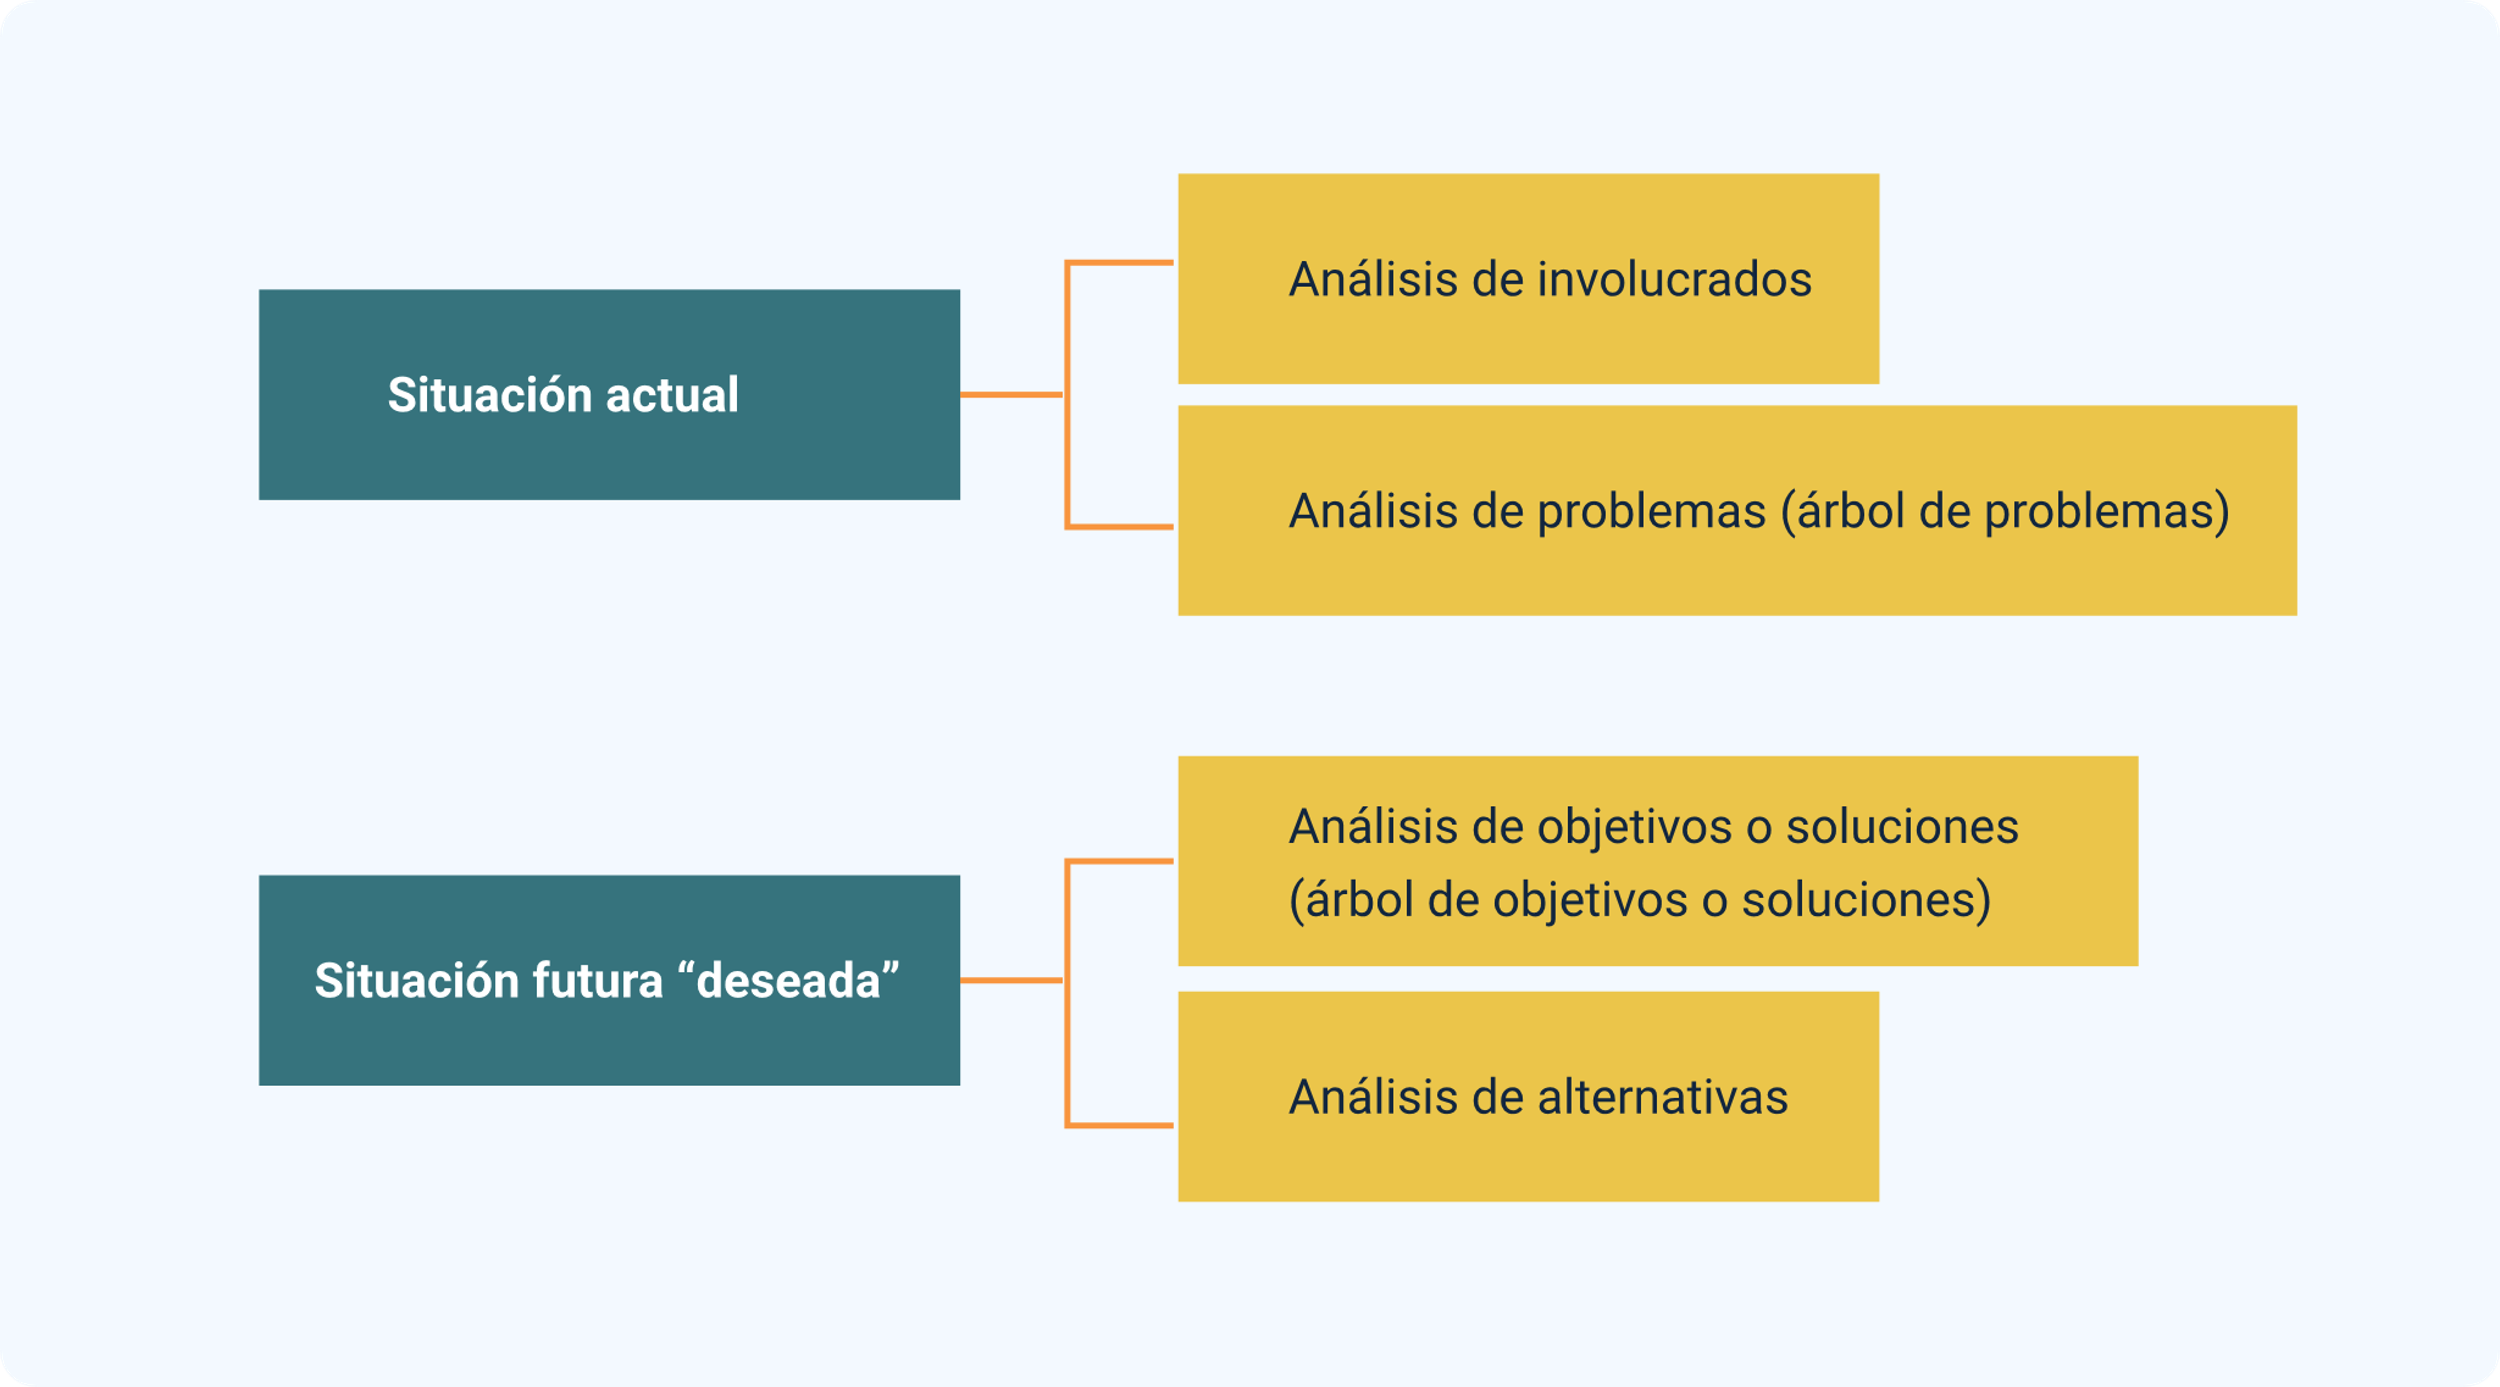 Situación actual
Análisis de involucrados
Análisis de problemas (árbol de problemas)
Situación futura “deseada”
Análisis de objetivos o soluciones
(árbol de objetivos o soluciones)
Análisis de alternativas